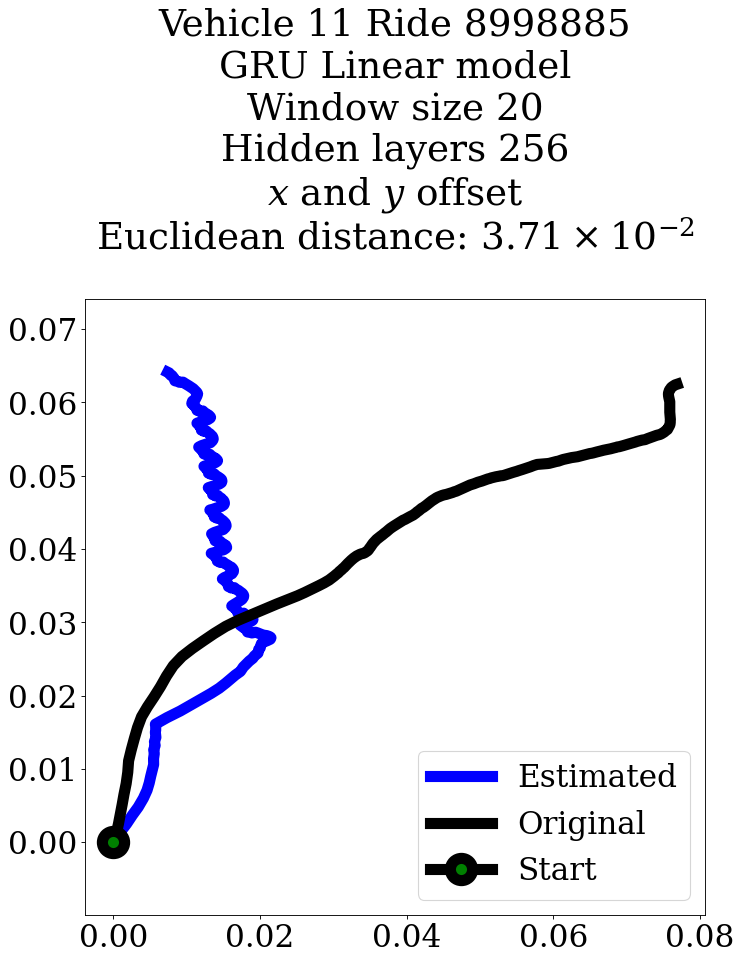 Vehicle 11 Ride 8998885
GRU Linear model
Window size 20
Hidden layers 256
x and y offset
Euclidean distance: 3.71 × 10⁻²
0.07
0.06
0.05
0.04
0.03
0.02
0.01
0.00
Estimated
Original
Start
0.00 0.02 0.04 0.06 0.08